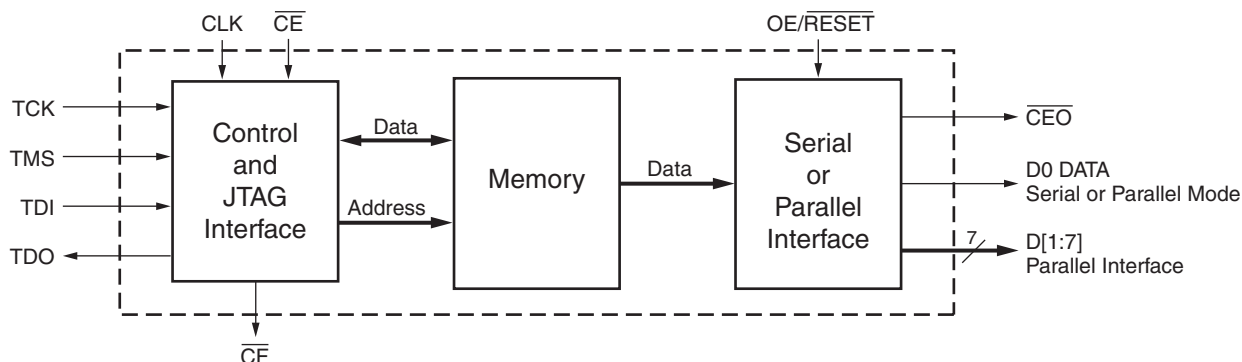 CLK
CE
OE/RESET
TCK
TMS
TDI
TDO
Control
and
JTAG
Interface
Data
Address
Memory
Data
Serial
or
Parallel
Interface
CEO
D0 DATA
Serial or Parallel Mode
7
D[1:7]
Parallel Interface
CF